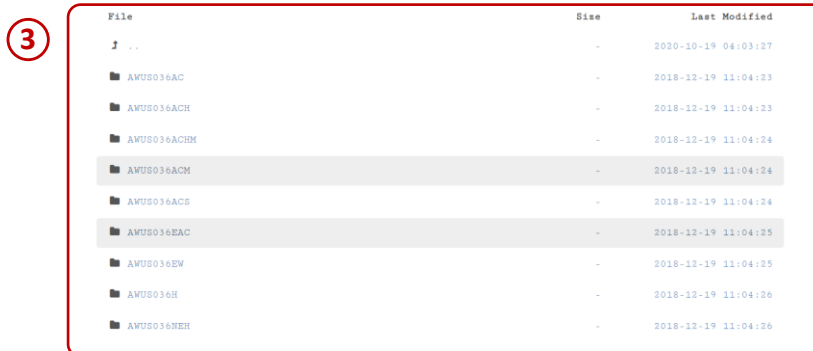 3
File Size Last Modified
.. - 2020-10-19 04:03:27
AWUS036AC - 2018-12-19 11:04:23
AWUS036ACH - 2018-12-19 11:04:23
AWUS036ACHM - 2018-12-19 11:04:24
AWUS036ACM - 2018-12-19 11:04:24
AWUS036ACS - 2018-12-19 11:04:24
AWUS036EAC - 2018-12-19 11:04:25
AWUS036EW - 2018-12-19 11:04:25
AWUS036H - 2018-12-19 11:04:26
AWUS036NEH - 2018-12-19 11:04:26